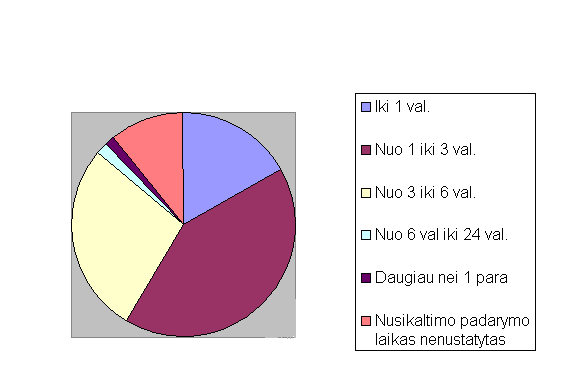 Iki 1 val.
Nuo 1 iki 3 val.
Nuo 3 iki 6 val.
Nuo 6 val iki 24 val.
Daugiau nei 1 para
Nusikaltimo padarymo
laikas nenustatytas